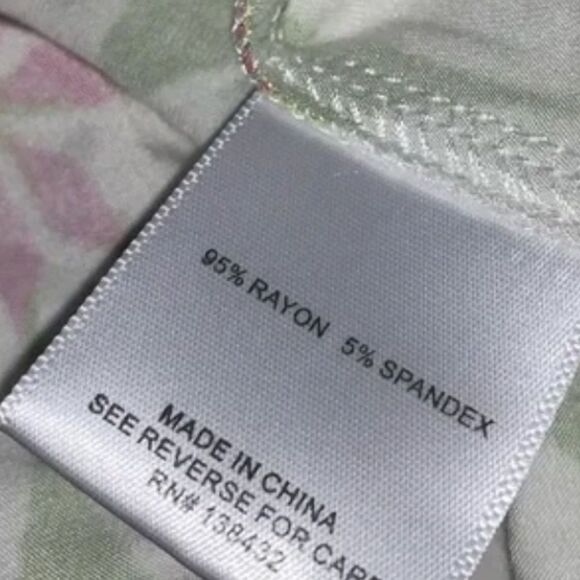 95% RAYON 5% SPANDEX
MADE IN CHINA
SEE REVERSE FOR CARE
RN# 138432